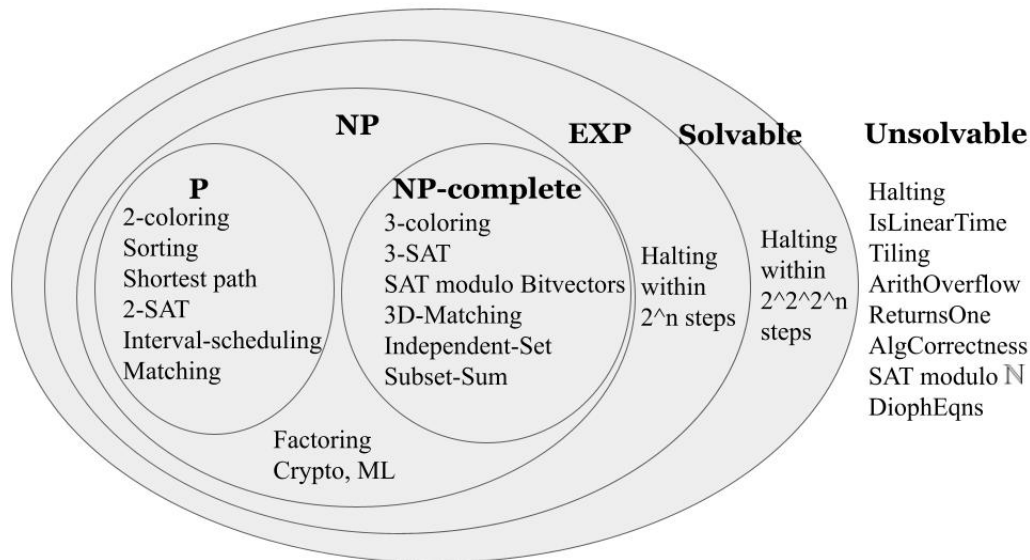 NP
EXP
Solvable
Unsolvable
P
2-coloring
Sorting
Shortest path
2-SAT
Interval-scheduling
Matching
NP-complete
3-coloring
3-SAT
SAT modulo Bitvectors
3D-Matching
Independent-Set
Subset-Sum
Factoring
Crypto, ML
Halting
within
2^n steps
Halting
within
2^2^2^n
steps
Halting
IsLinearTime
Tiling
ArithOverflow
ReturnsOne
AlgCorrectness
SAT modulo ℕ
DiophEqns